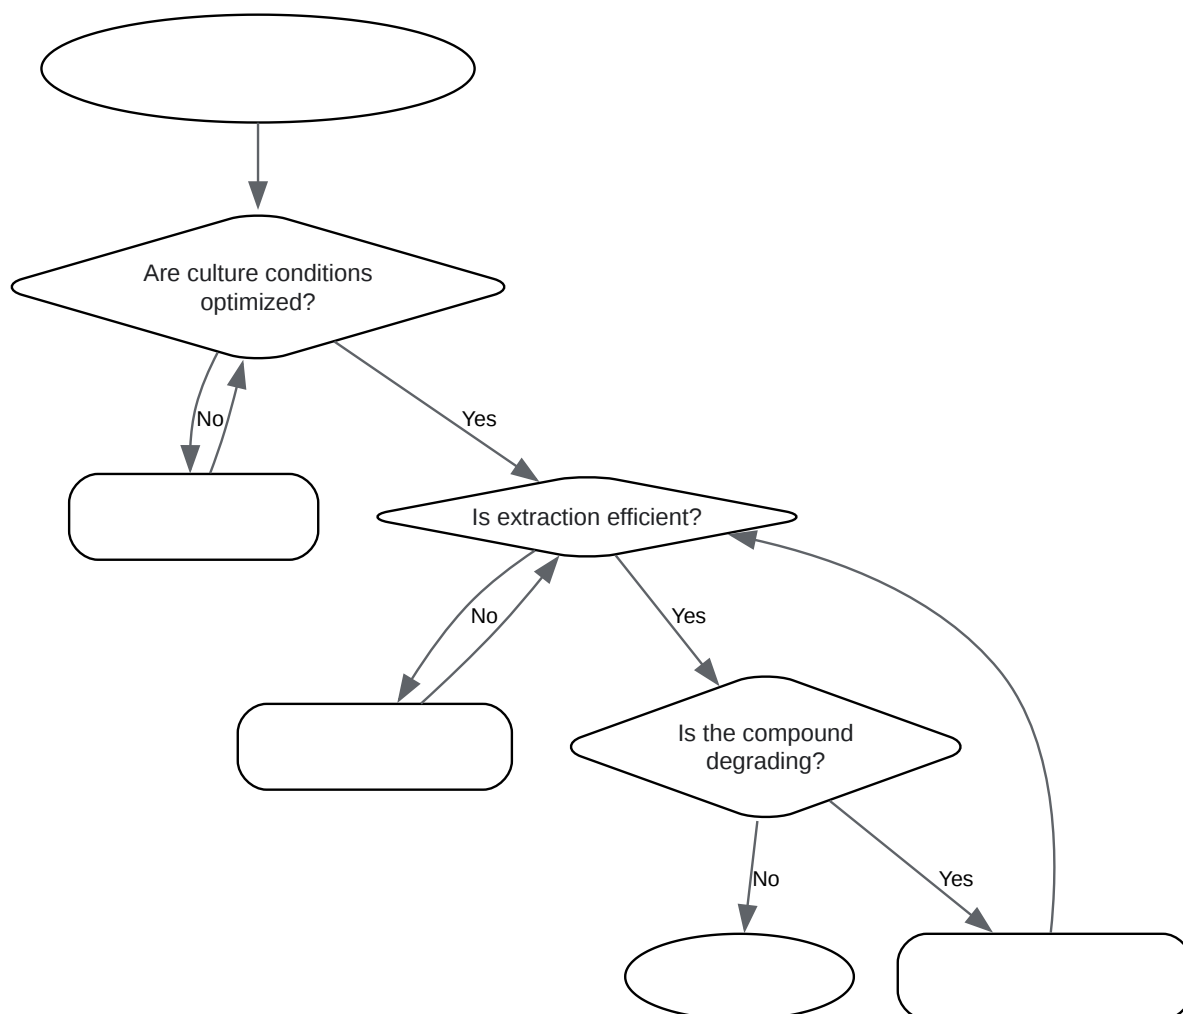 Are culture conditions
optimized?
No
Yes
Is extraction efficient?
No
Yes
Is the compound
degrading?
No
Yes